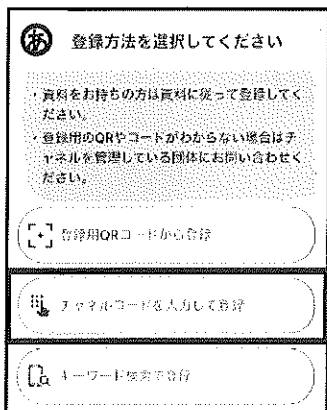 あ
登録方法を選択してください
・資料をお持ちの方は資料に従って登録してく
ださい。
・登録用のQRやコードがわからない場合はチ
ャネルを管理している団体にお問い合わせく
ださい。
登録用QRコードから登録
チャネルコードを入力して登録
キーワード検索で登録